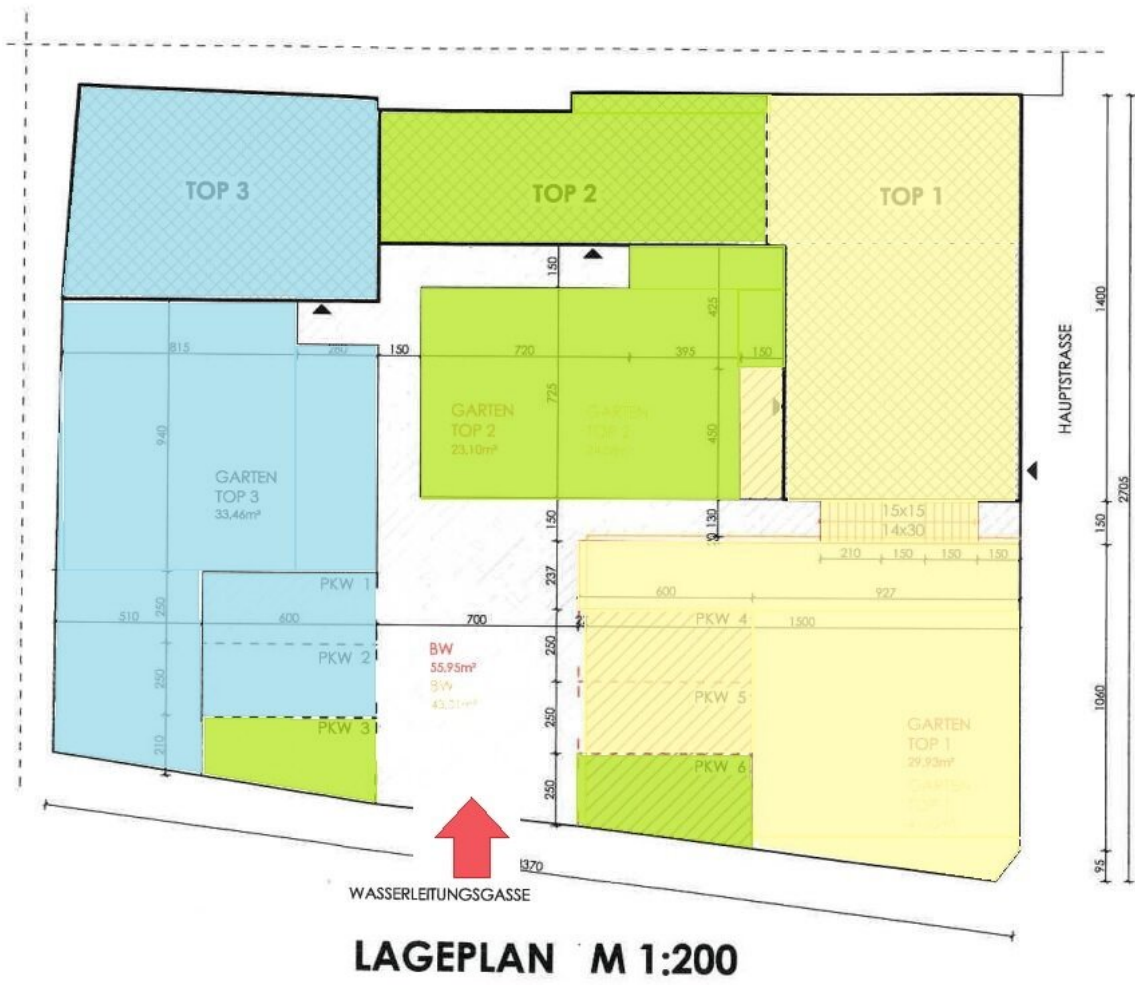 TOP 3
TOP 2
TOP 1
150
425
1400
HAUPTSTRASSE
2705
815
260
150
720
395
150
725
940
450
GARTEN
TOP 2
23,10m²
GARTEN
GARTEN
TOP 3
33,46m²
150
130
15x15
14x30
150
210
150
150
150
237
PKW 1
250
510
600
700
600
927
PKW 4
1500
BW
55,95m²
BW
250
PKW 2
250
PKW 5
250
1060
PKW 3
210
GARTEN
TOP 1
29,93m²
PKW 6
250
95
WASSERLEITUNGSGASSE
LAGEPLAN M 1:200